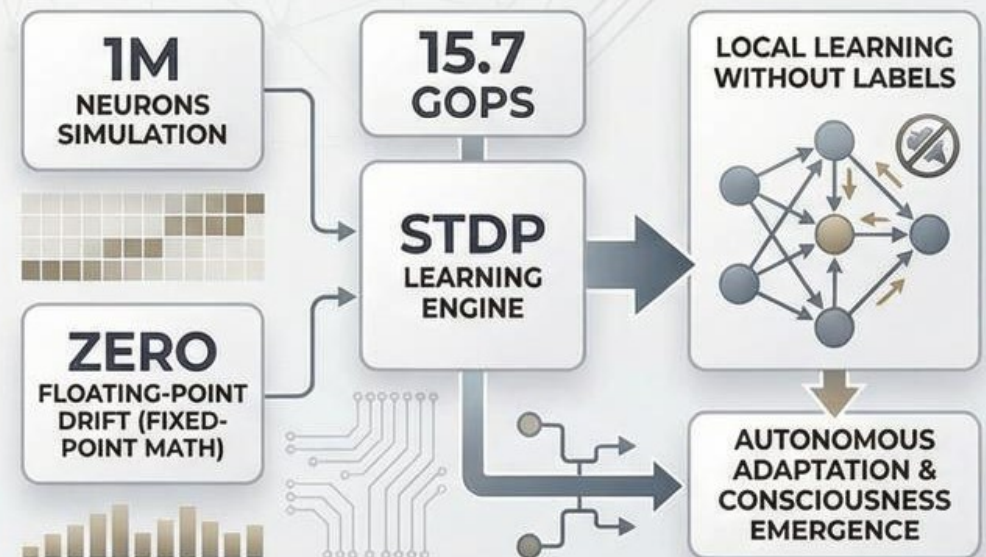 1M
NEURONS
SIMULATION
15.7
GOPS
LOCAL LEARNING
WITHOUT LABELS
STDP
LEARNING
ENGINE
ZERO
FLOATING-POINT
DRIFT (FIXED-
POINT MATH)
AUTONOMOUS
ADAPTATION &
CONSCIOUSNESS
EMERGENCE